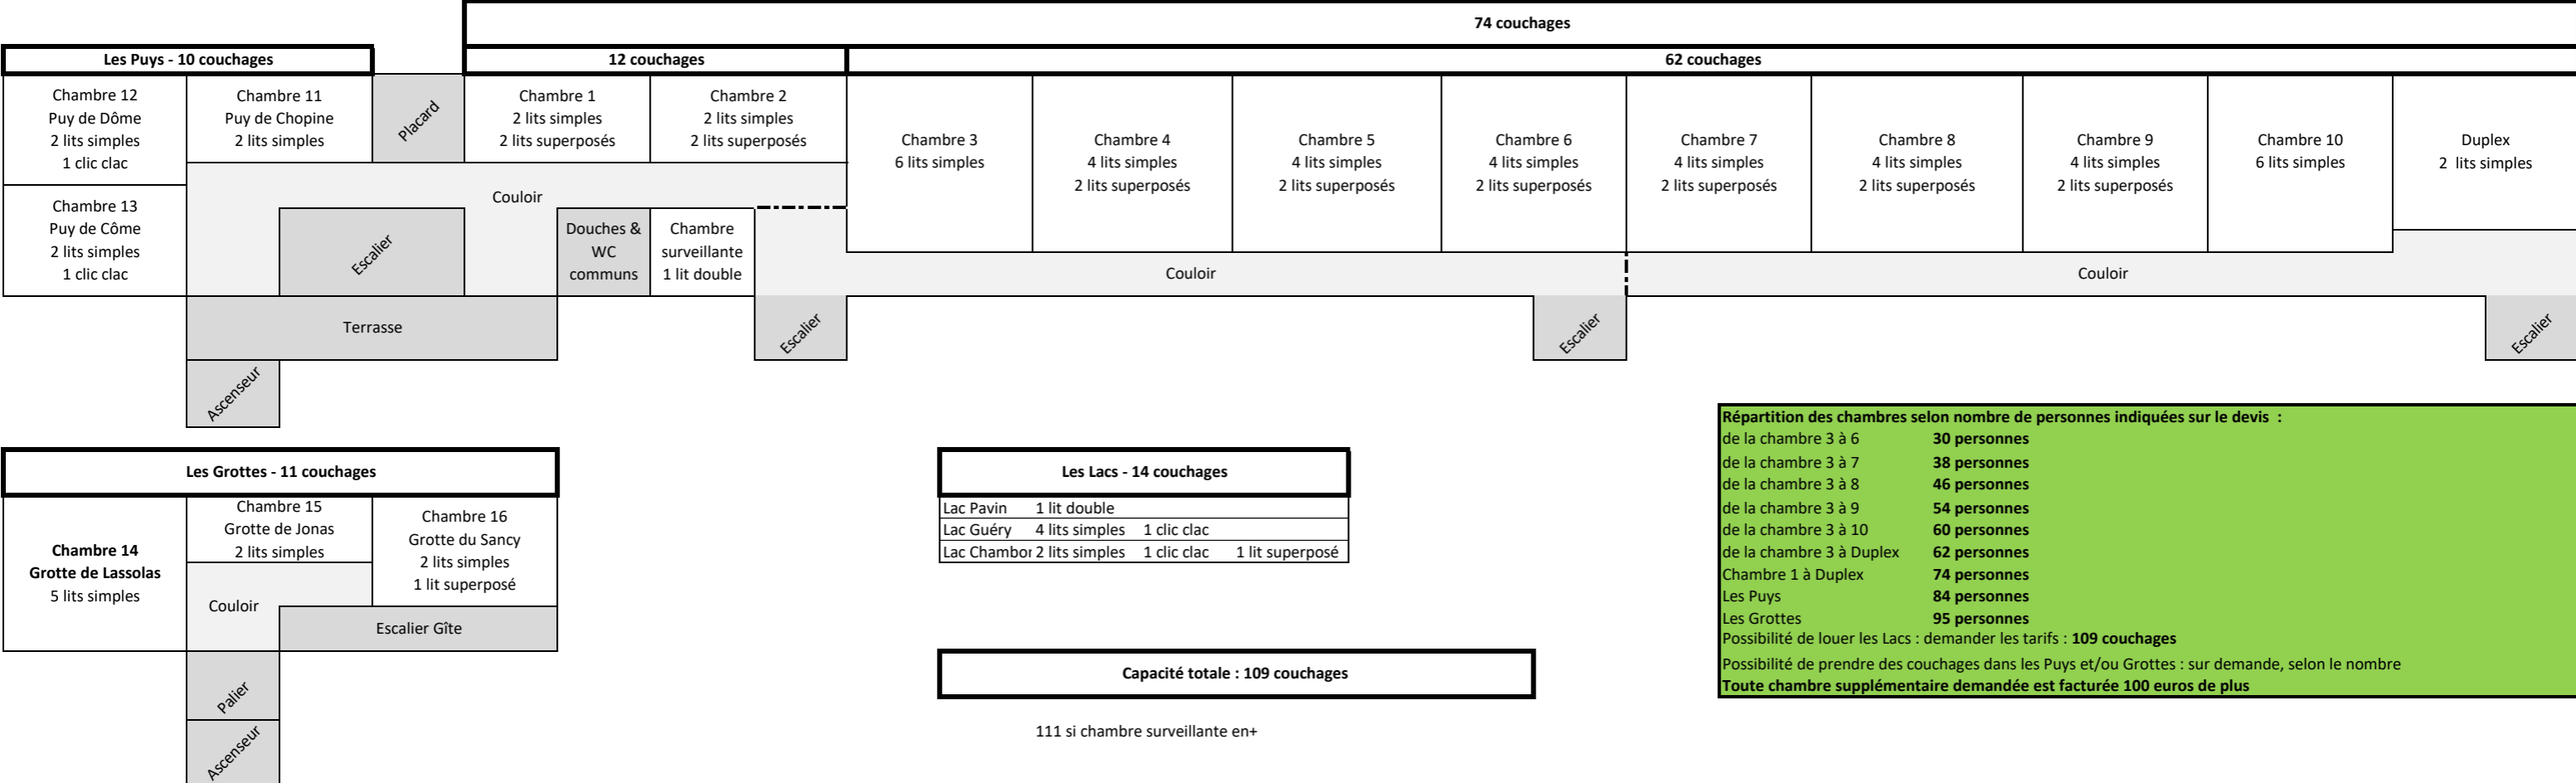 74 couchages
Les Puys - 10 couchages
12 couchages
62 couchages
Chambre 12
Puy de Dôme
2 lits simples
1 clic clac
Chambre 11
Puy de Chopine
2 lits simples
Placard
Chambre 1
2 lits simples
2 lits superposés
Chambre 2
2 lits simples
2 lits superposés
Chambre 3
6 lits simples
Chambre 4
4 lits simples
2 lits superposés
Chambre 5
4 lits simples
2 lits superposés
Chambre 6
4 lits simples
2 lits superposés
Chambre 7
4 lits simples
2 lits superposés
Chambre 8
4 lits simples
2 lits superposés
Chambre 9
4 lits simples
2 lits superposés
Chambre 10
6 lits simples
Duplex
2 lits simples
Chambre 13
Puy de Côme
2 lits simples
1 clic clac
Couloir
Escalier
Douches &
WC
communs
Chambre
surveillante
1 lit double
Couloir
Couloir
Terrasse
Escalier
Escalier
Escalier
Ascenseur
Les Grottes - 11 couchages
Chambre 14
Grotte de Lassolas
5 lits simples
Chambre 15
Grotte de Jonas
2 lits simples
Chambre 16
Grotte du Sancy
2 lits simples
1 lit superposé
Couloir
Escalier Gîte
Palier
Ascenseur
Les Lacs - 14 couchages
Lac Pavin 1 lit double
Lac Guéry 4 lits simples 1 clic clac
Lac Chambor 2 lits simples 1 clic clac 1 lit superposé
Capacité totale : 109 couchages
111 si chambre surveillante en+
Répartition des chambres selon nombre de personnes indiquées sur le devis :
de la chambre 3 à 6 30 personnes
de la chambre 3 à 7 38 personnes
de la chambre 3 à 8 46 personnes
de la chambre 3 à 9 54 personnes
de la chambre 3 à 10 60 personnes
de la chambre 3 à Duplex 62 personnes
Chambre 1 à Duplex 74 personnes
Les Puys 84 personnes
Les Grottes 95 personnes
Possibilité de louer les Lacs : demander les tarifs : 109 couchages
Possibilité de prendre des couchages dans les Puys et/ou Grottes : sur demande, selon le nombre
Toute chambre supplémentaire demandée est facturée 100 euros de plus